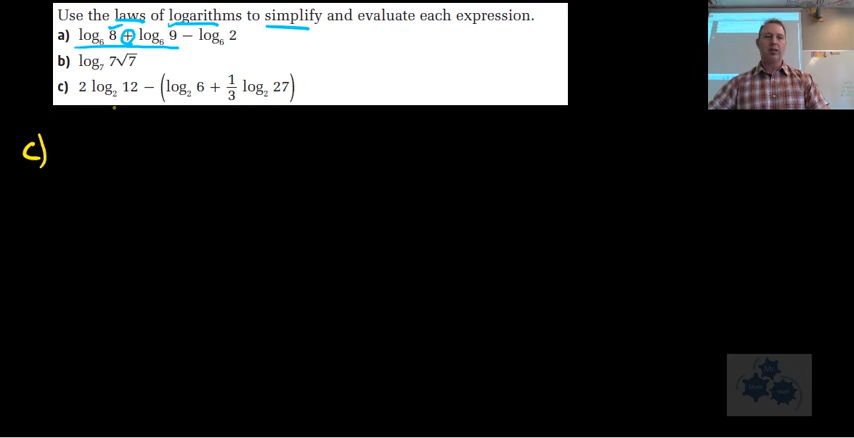 Use the laws of logarithms to simplify and evaluate each expression.
a) log₆ 8 + log₆ 9 − log₆ 2
b) log₇ 7√7
c) 2 log₂ 12 − (log₂ 6 + 1/3 log₂ 27)
c)